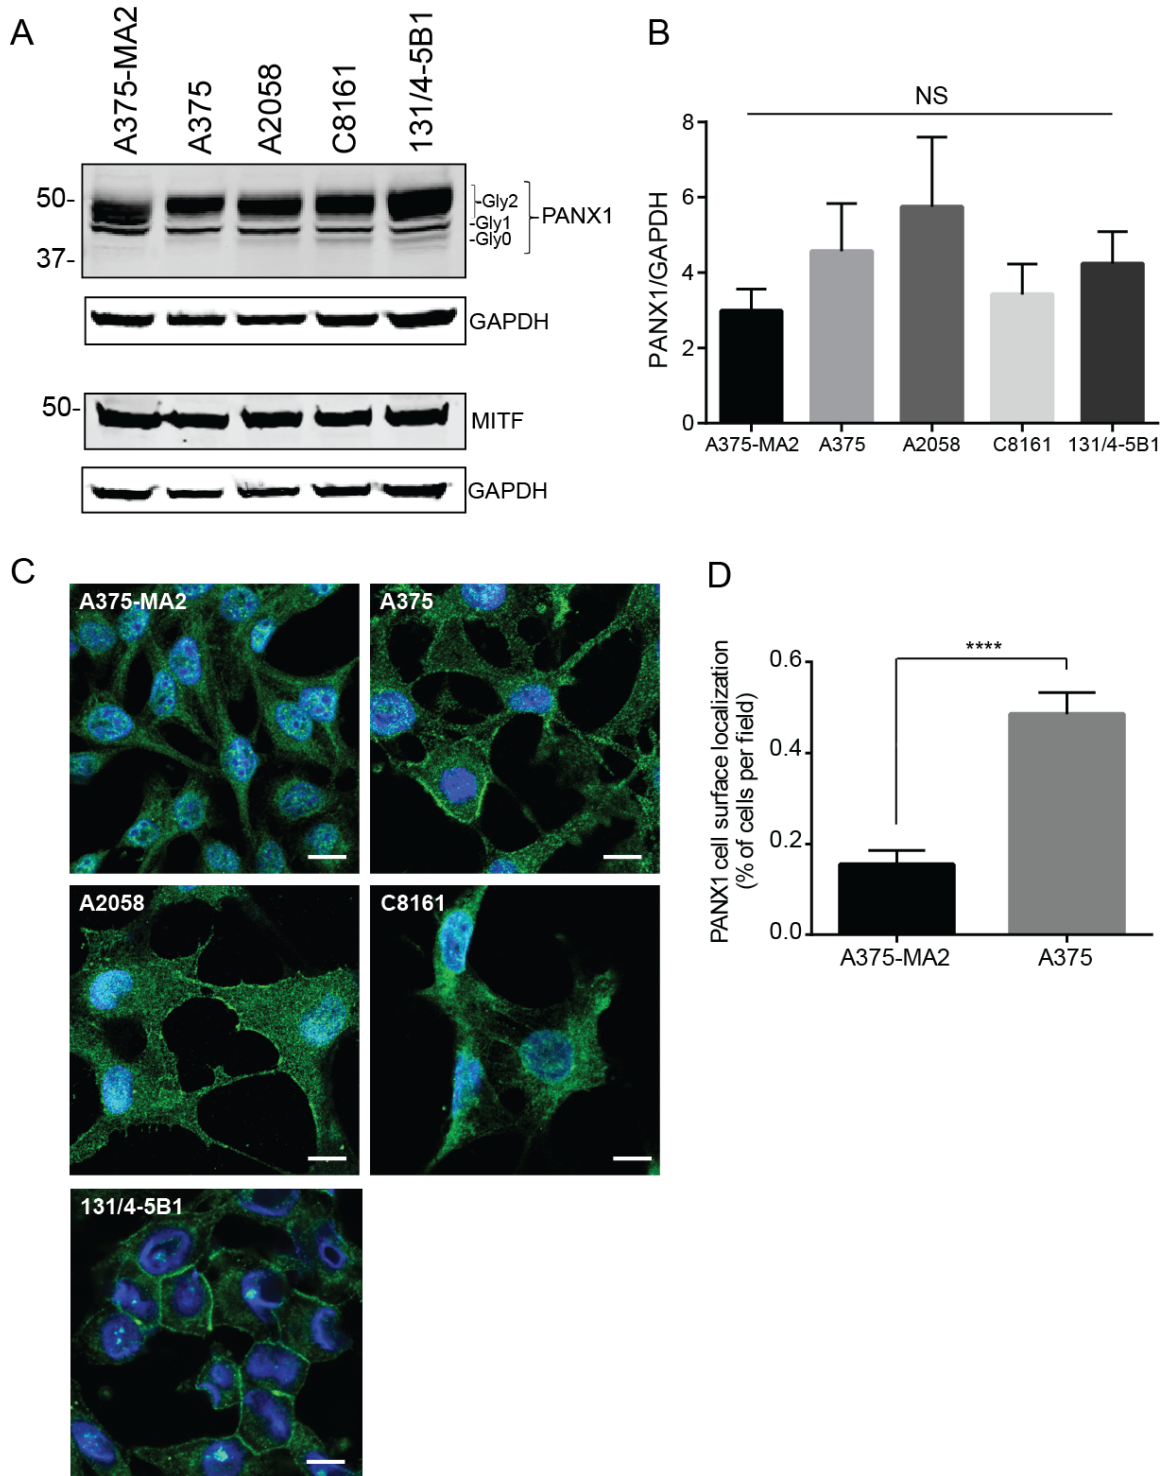 A
A375-MA2
A375
A2058
C8161
131/4-5B1
50-
37-
-Gly2
-Gly1
-Gly0
PANX1
GAPDH
50-
MITF
GAPDH
B
NS
PANX1/GAPDH
8
6
4
2
0
A375-MA2
A375
A2058
C8161
131/4-5B1
C
A375-MA2
A375
A2058
C8161
131/4-5B1
D
****
PANX1 cell surface localization
(% of cells per field)
0.6
0.4
0.2
0.0
A375-MA2
A375